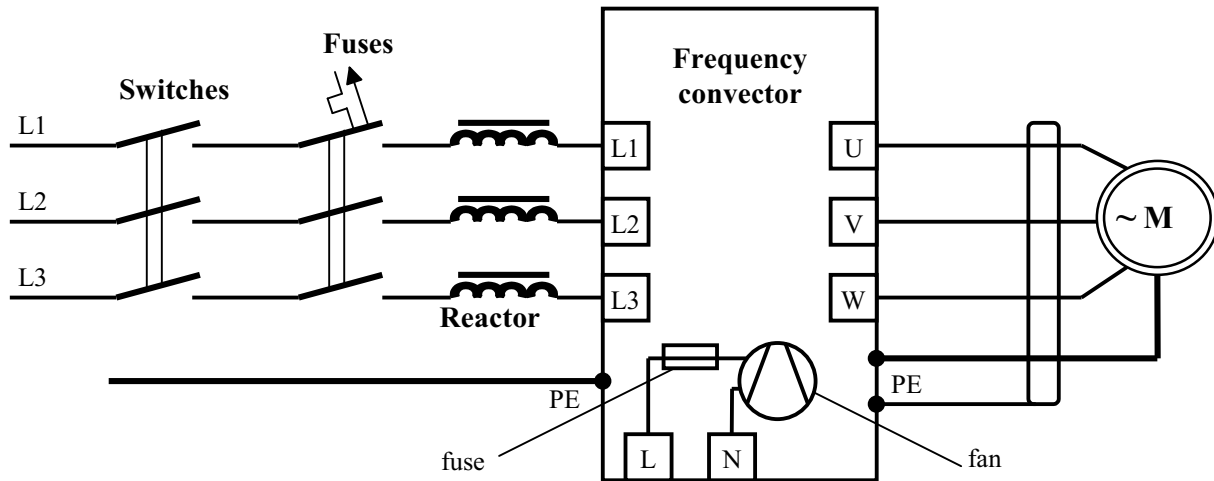 Fuses
Switches
Frequency
convector
L1
L2
L3
L1
L2
L3
U
V
W
~ M
Reactor
PE
PE
L
N
fuse
fan